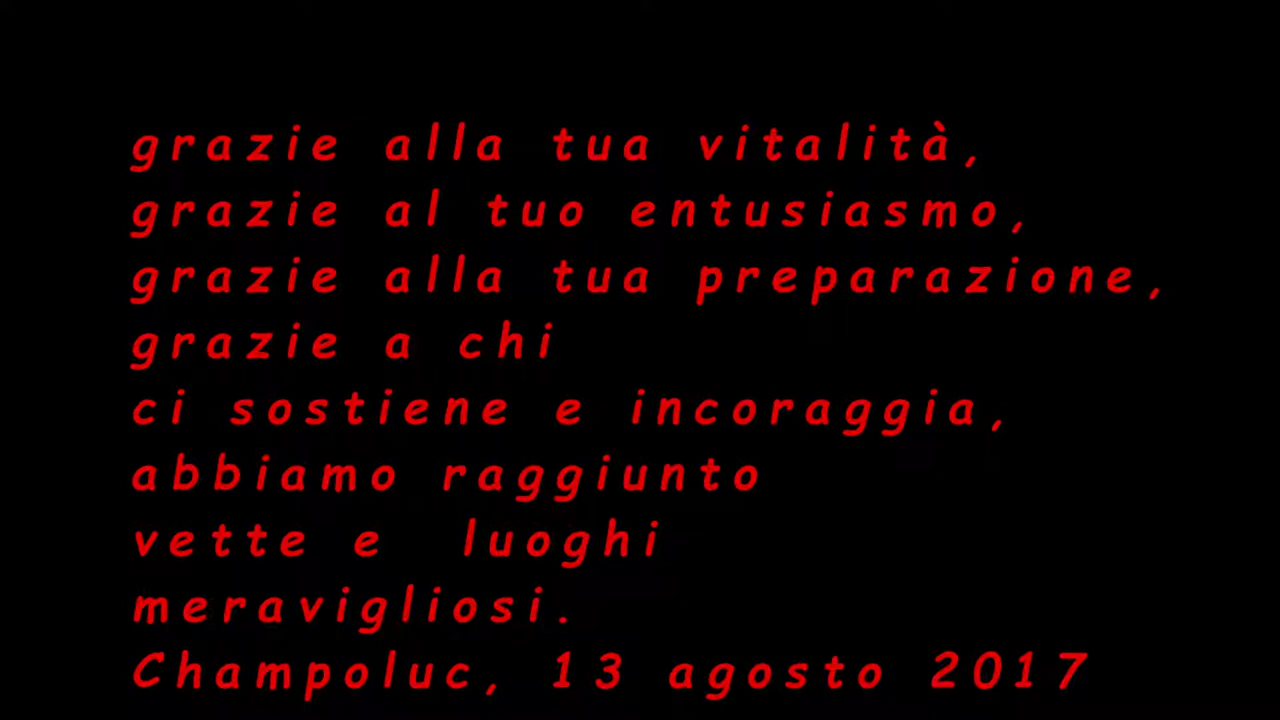 grazie alla tua vitalità,
grazie al tuo entusiasmo,
grazie alla tua preparazione,
grazie a chi
ci sostiene e incoraggia,
abbiamo raggiunto
vette e luoghi
meravigliosi.
Champoluc, 13 agosto 2017